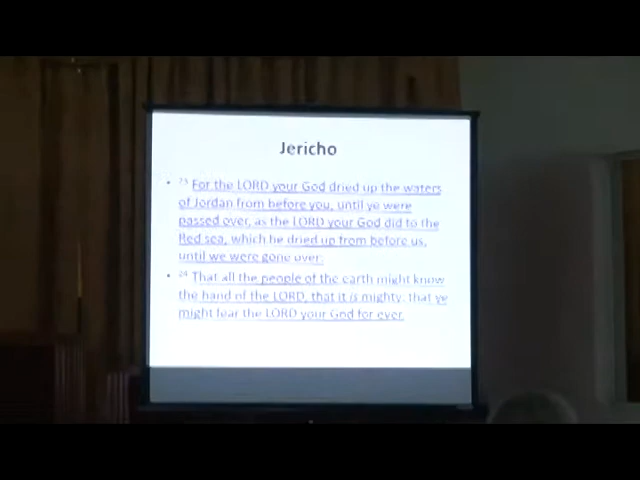 Jericho
• 23 For the LORD your God dried up the waters
of Jordan from before you, until ye were
passed over, as the LORD your God did to the
Red sea, which he dried up from before us,
until we were gone over:
• 24 That all the people of the earth might know
the hand of the LORD, that it is mighty: that ye
might fear the LORD your God for ever.